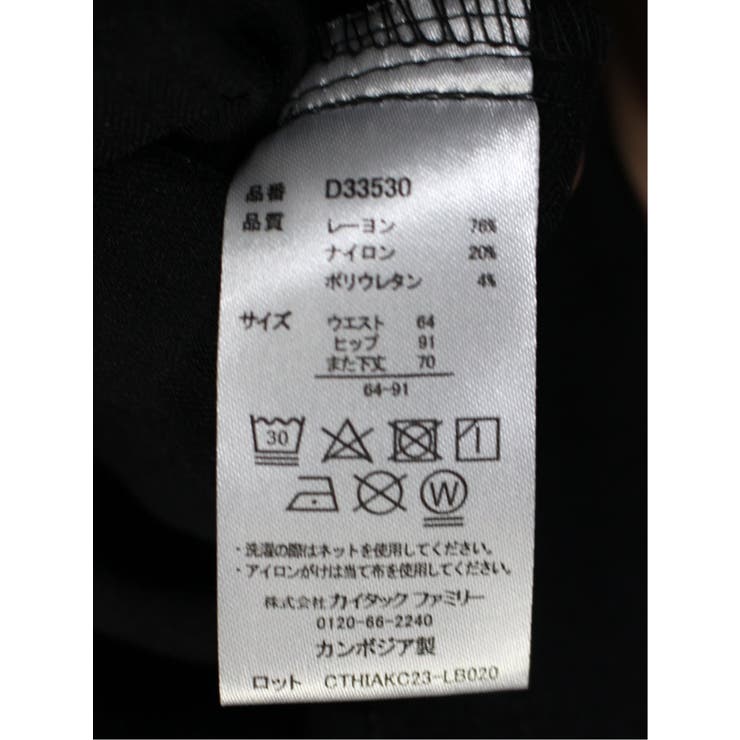 品番 D33530
品質 レーヨン 76%
ナイロン 20%
ポリウレタン 4%
サイズ ウエスト 64
ヒップ 91
また下丈 70
64-91
30
W
・洗濯の際はネットを使用してください。
・アイロンがけは当て布を使用してください。
株式会社 カイタック ファミリー
0120-66-2240
カンボジア製
ロット CTHIAKC23-LB020